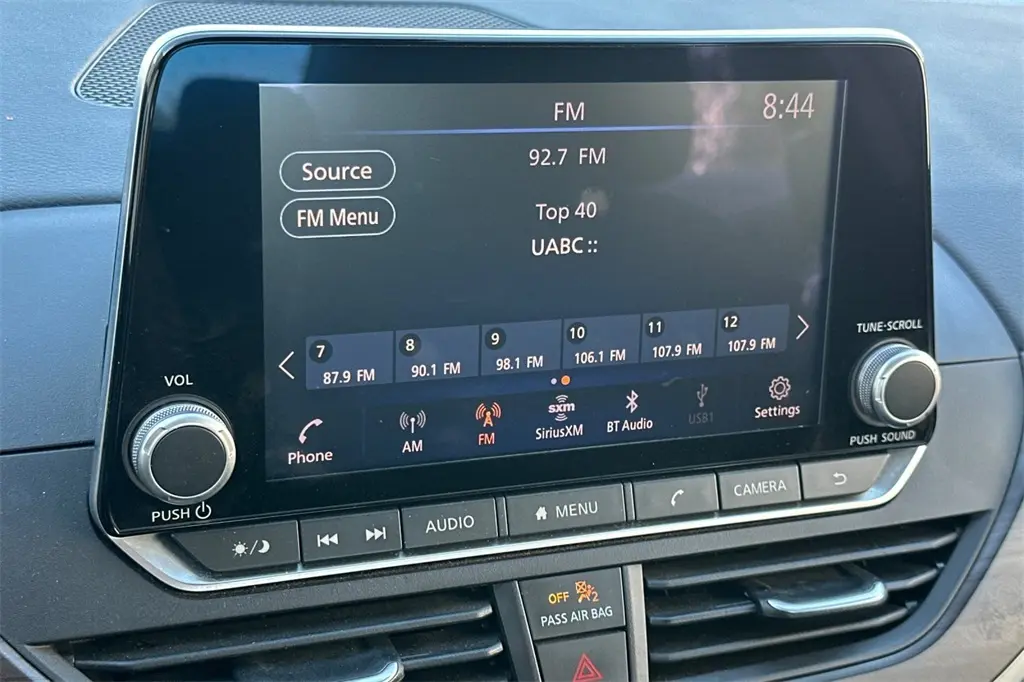 FM
8:44
92.7 FM
Source
FM Menu
Top 40
UABC ::
7
87.9 FM
8
90.1 FM
9
98.1 FM
10
106.1 FM
11
107.9 FM
12
107.9 FM
Phone
AM
FM
sxm
SiriusXM
BT Audio
USB1
Settings
VOL
PUSH
TUNE·SCROLL
PUSH SOUND
AUDIO
MENU
CAMERA
OFF
2
PASS AIR BAG